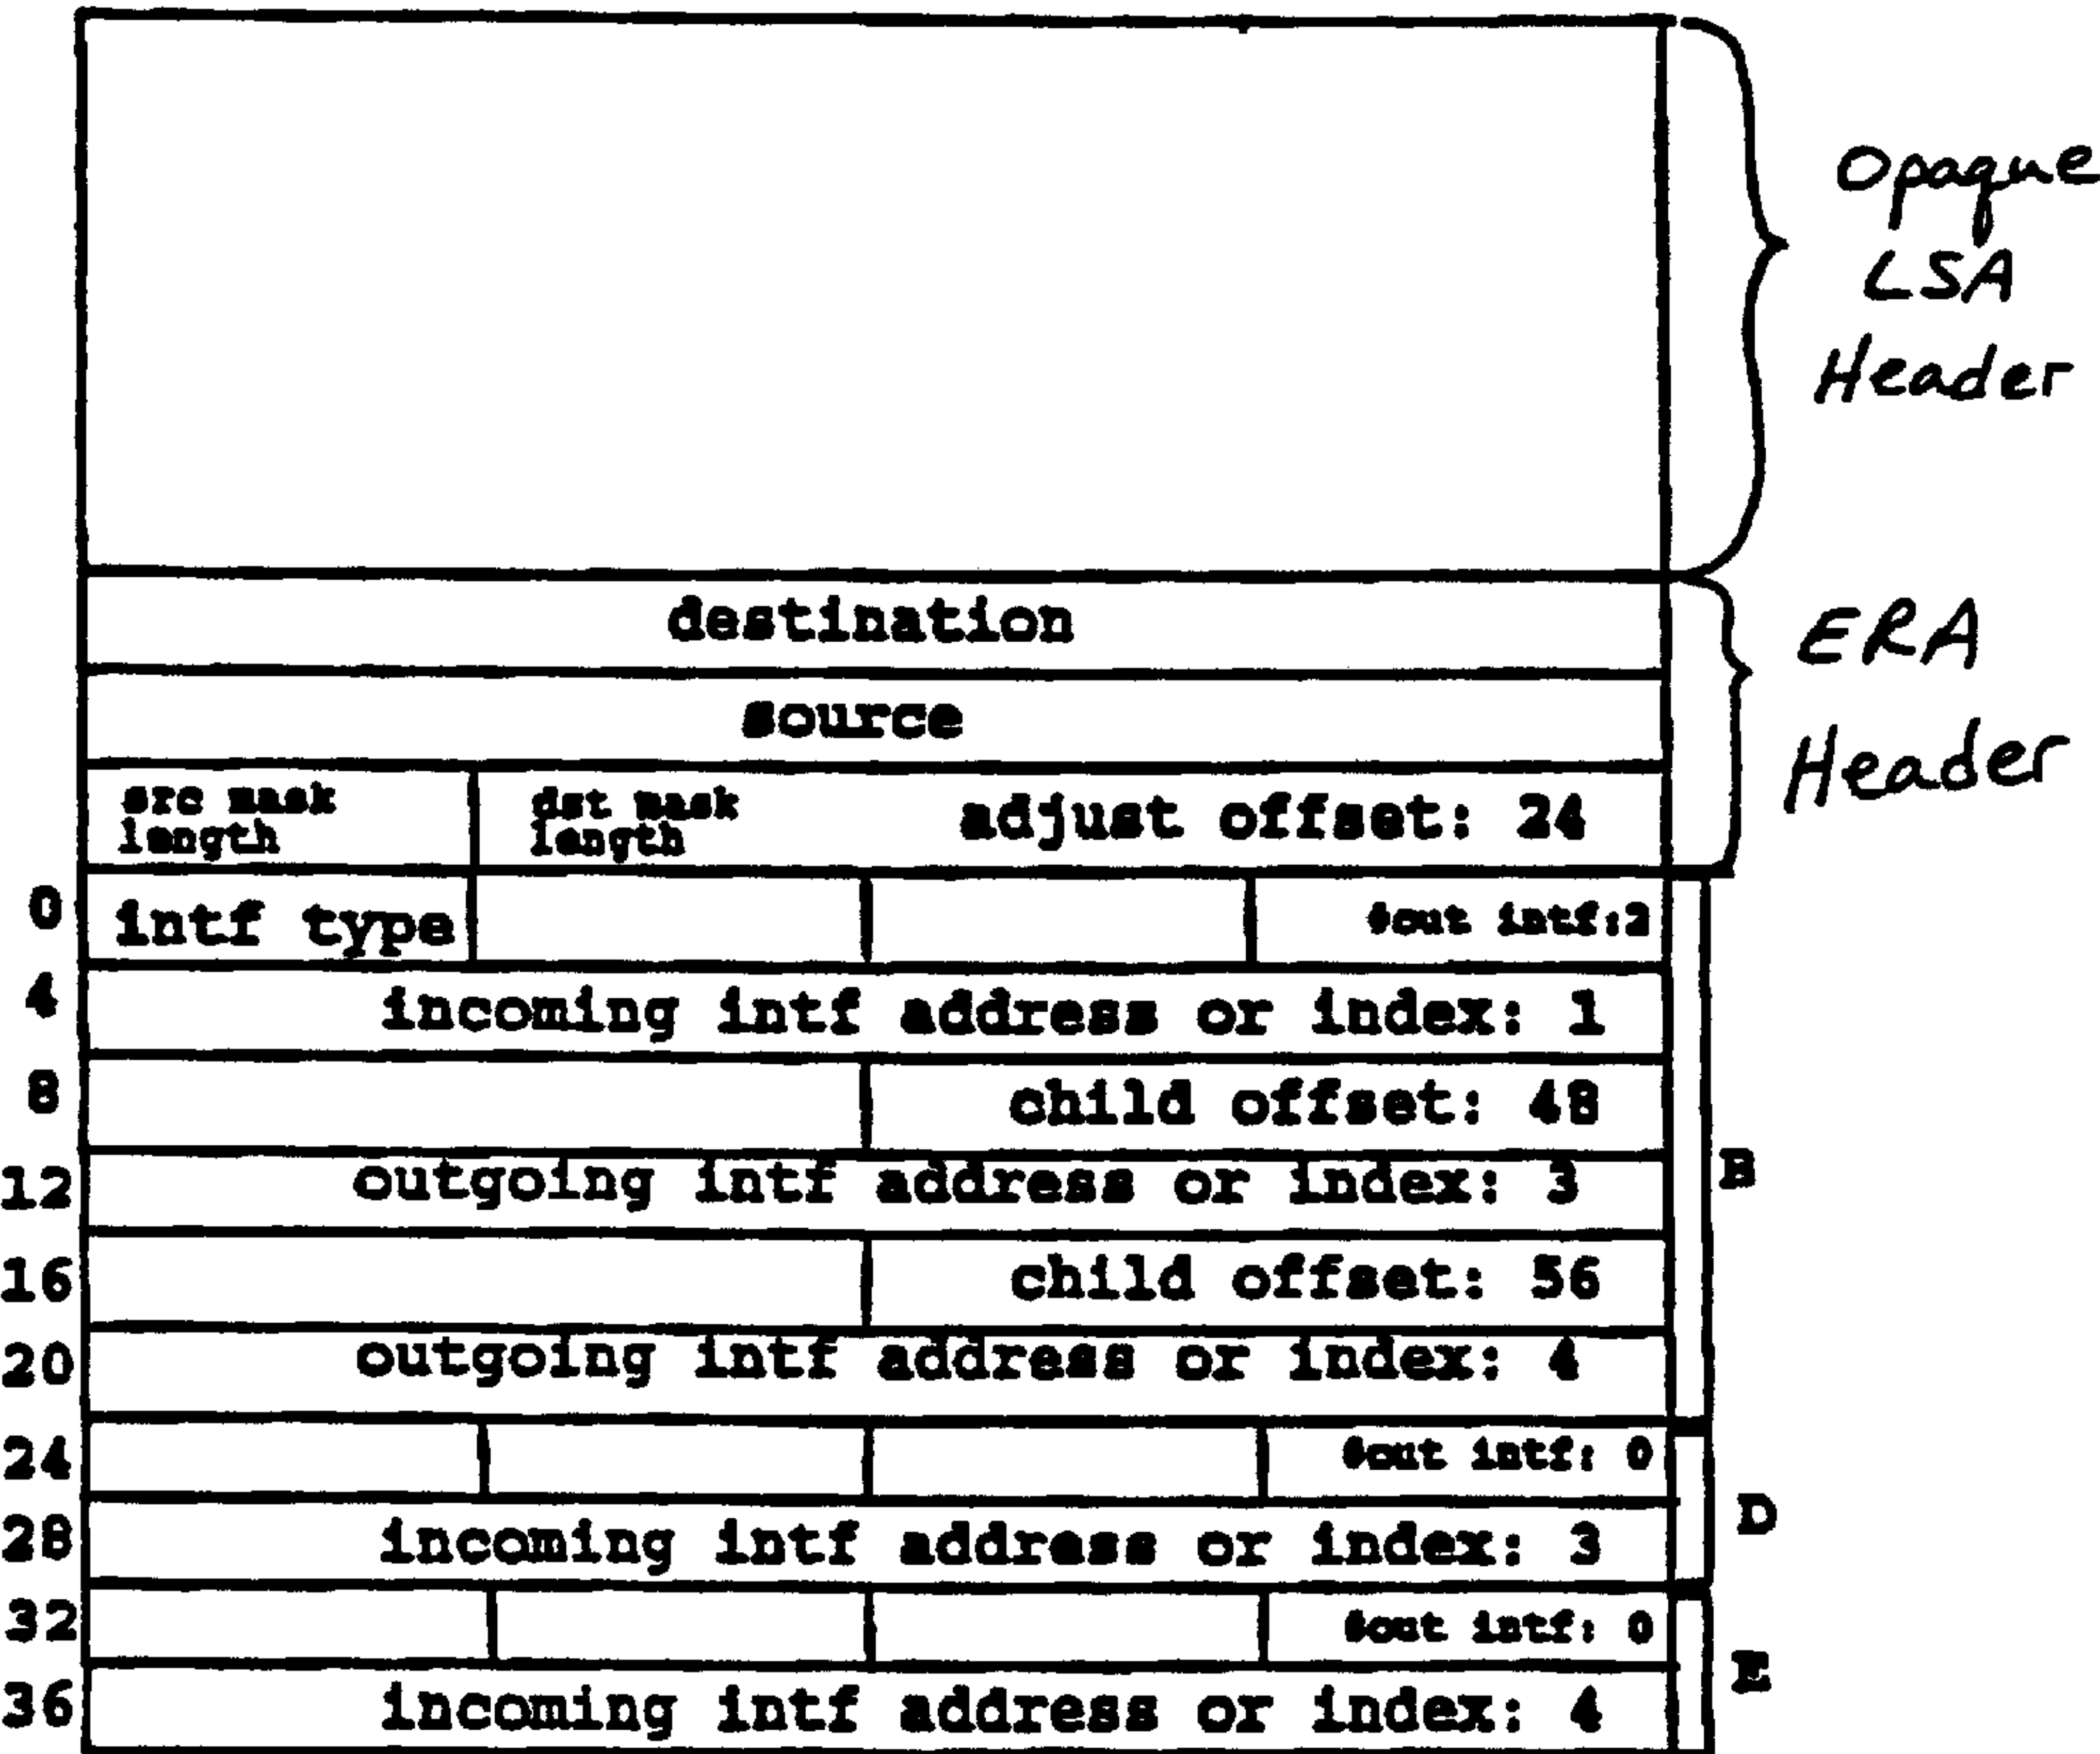 Opaque
LSA
Header
destination
source
ERA
Header
src mask
length
dst mask
length
adjust offset: 24
0
intf type
#out intf:2
4
incoming intf address or index: 1
8
child offset: 48
12
outgoing intf address or index: 3
B
16
child offset: 56
20
outgoing intf address or index: 4
24
#out intf: 0
28
incoming intf address or index: 3
D
32
#out intf: 0
E
36
incoming intf address or index: 4